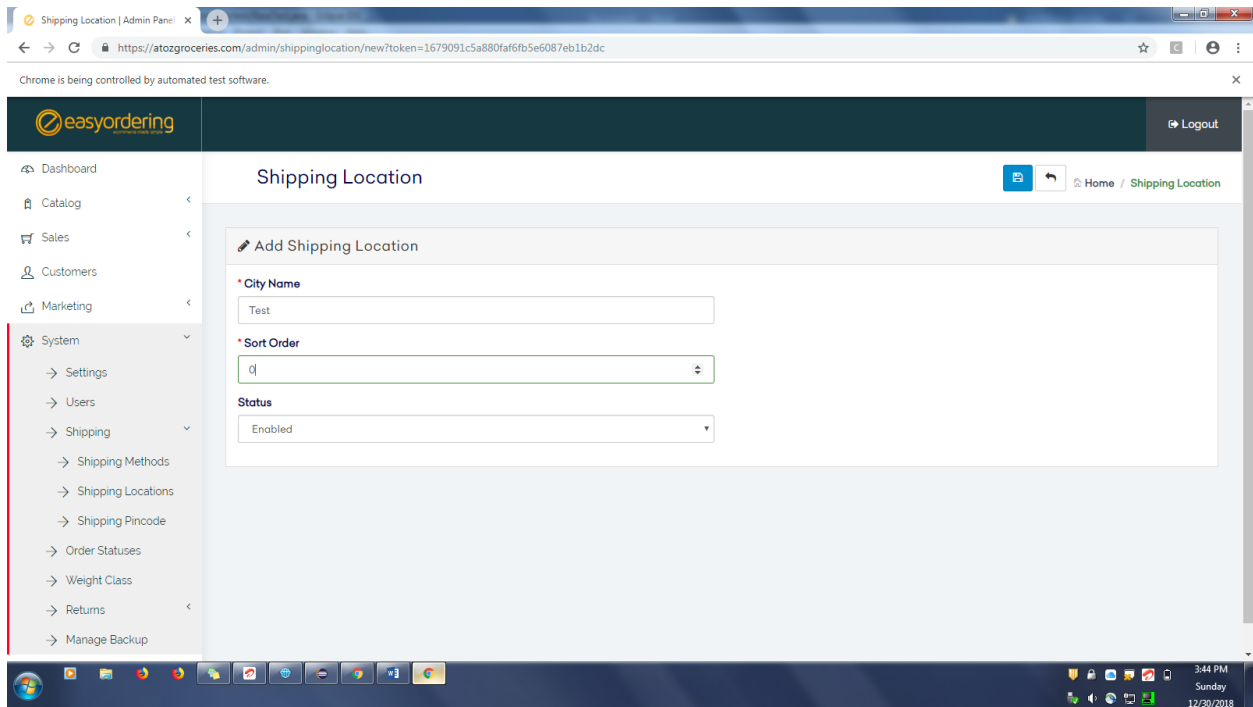 Shipping Location | Admin Panel
https://atozgroceries.com/admin/shippinglocation/new?token=1679091c5a880faf6fb5e6087eb1b2dc
Chrome is being controlled by automated test software.
easyordering
Logout
Dashboard
Catalog
Sales
Customers
Marketing
System
Settings
Users
Shipping
Shipping Methods
Shipping Locations
Shipping Pincode
Order Statuses
Weight Class
Returns
Manage Backup
Shipping Location
Home / Shipping Location
Add Shipping Location
* City Name
Test
* Sort Order
0
Status
Enabled
3:44 PM
Sunday
12/30/2018